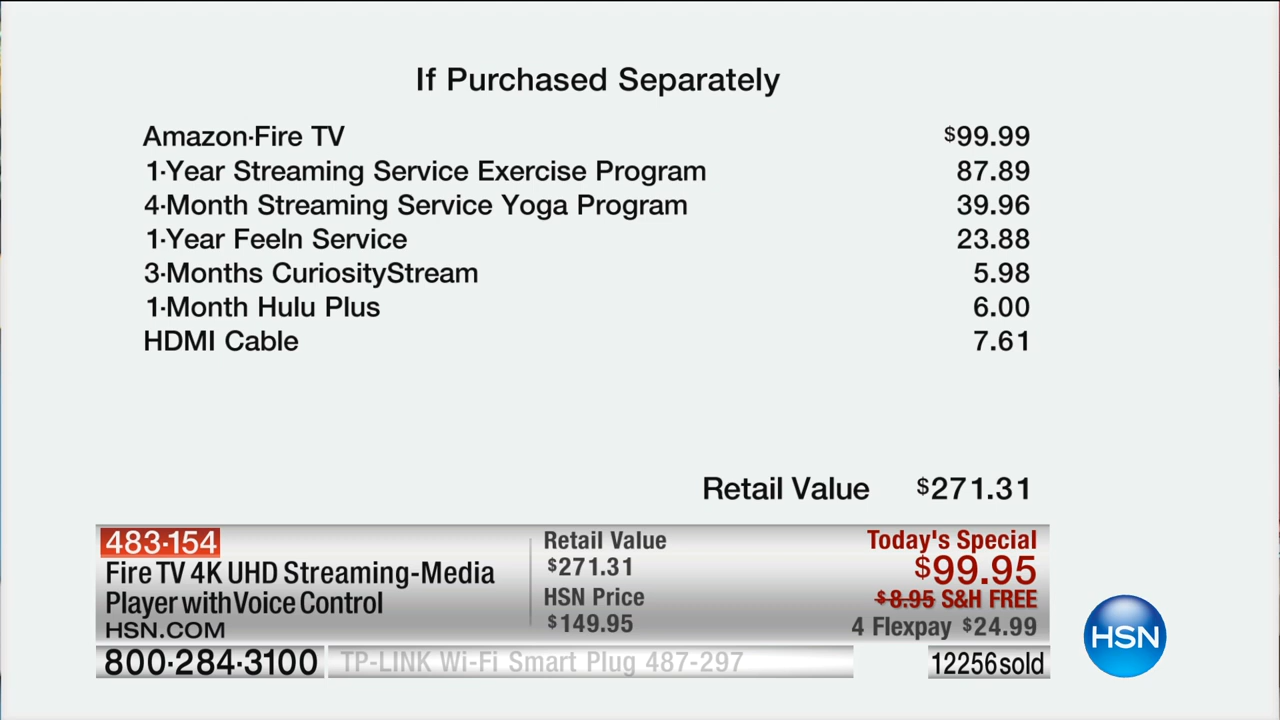 If Purchased Separately
Amazon·Fire TV $99.99
1·Year Streaming Service Exercise Program 87.89
4·Month Streaming Service Yoga Program 39.96
1·Year FeeIn Service 23.88
3·Months CuriosityStream 5.98
1·Month Hulu Plus 6.00
HDMI Cable 7.61
Retail Value $271.31
483·154
Fire TV 4K UHD Streaming-Media
Player with Voice Control
HSN.COM
Retail Value
$271.31
HSN Price
$149.95
Today's Special
$99.95
$8.95 S&H FREE
4 Flexpay $24.99
HSN
800·284·3100
TP-LINK Wi-Fi Smart Plug 487-297
12256 sold